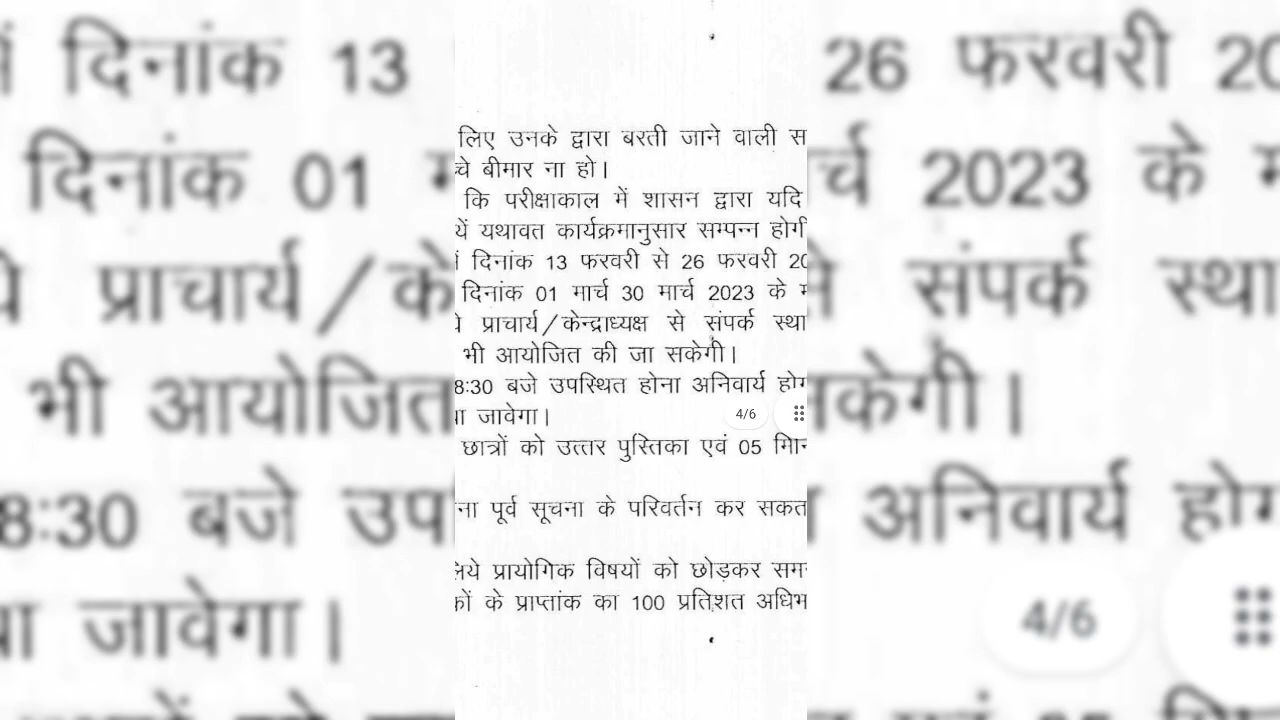 लिए उनके द्वारा बरती जाने वाली स
चे बीमार ना हो।
कि परीक्षाकाल में शासन द्वारा यदि
यें यथावत कार्यक्रमानुसार सम्पन्न होगी
दिनांक 13 फरवरी से 26 फरवरी 20
दिनांक 01 मार्च 30 मार्च 2023 के
प्राचार्य/केन्द्राध्यक्ष से संपर्क स्था
भी आयोजित की जा सकेगी।
8:30 बजे उपस्थित होना अनिवार्य होग
जावेगा।
4/6
छात्रों को उत्तर पुस्तिका एवं 05
ना पूर्व सूचना के परिवर्तन कर सकत
लिये प्रायोगिक विषयों को छोड़कर सम
कों के प्राप्तांक का 100 प्रतिशत अधिभ